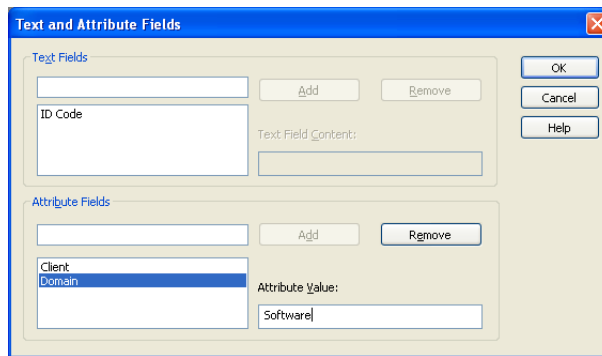 Text and Attribute Fields
Text Fields
Add
Remove
OK
Cancel
Help
ID Code
Text Field Content:
Attribute Fields
Add
Remove
Client
Domain
Attribute Value:
Software